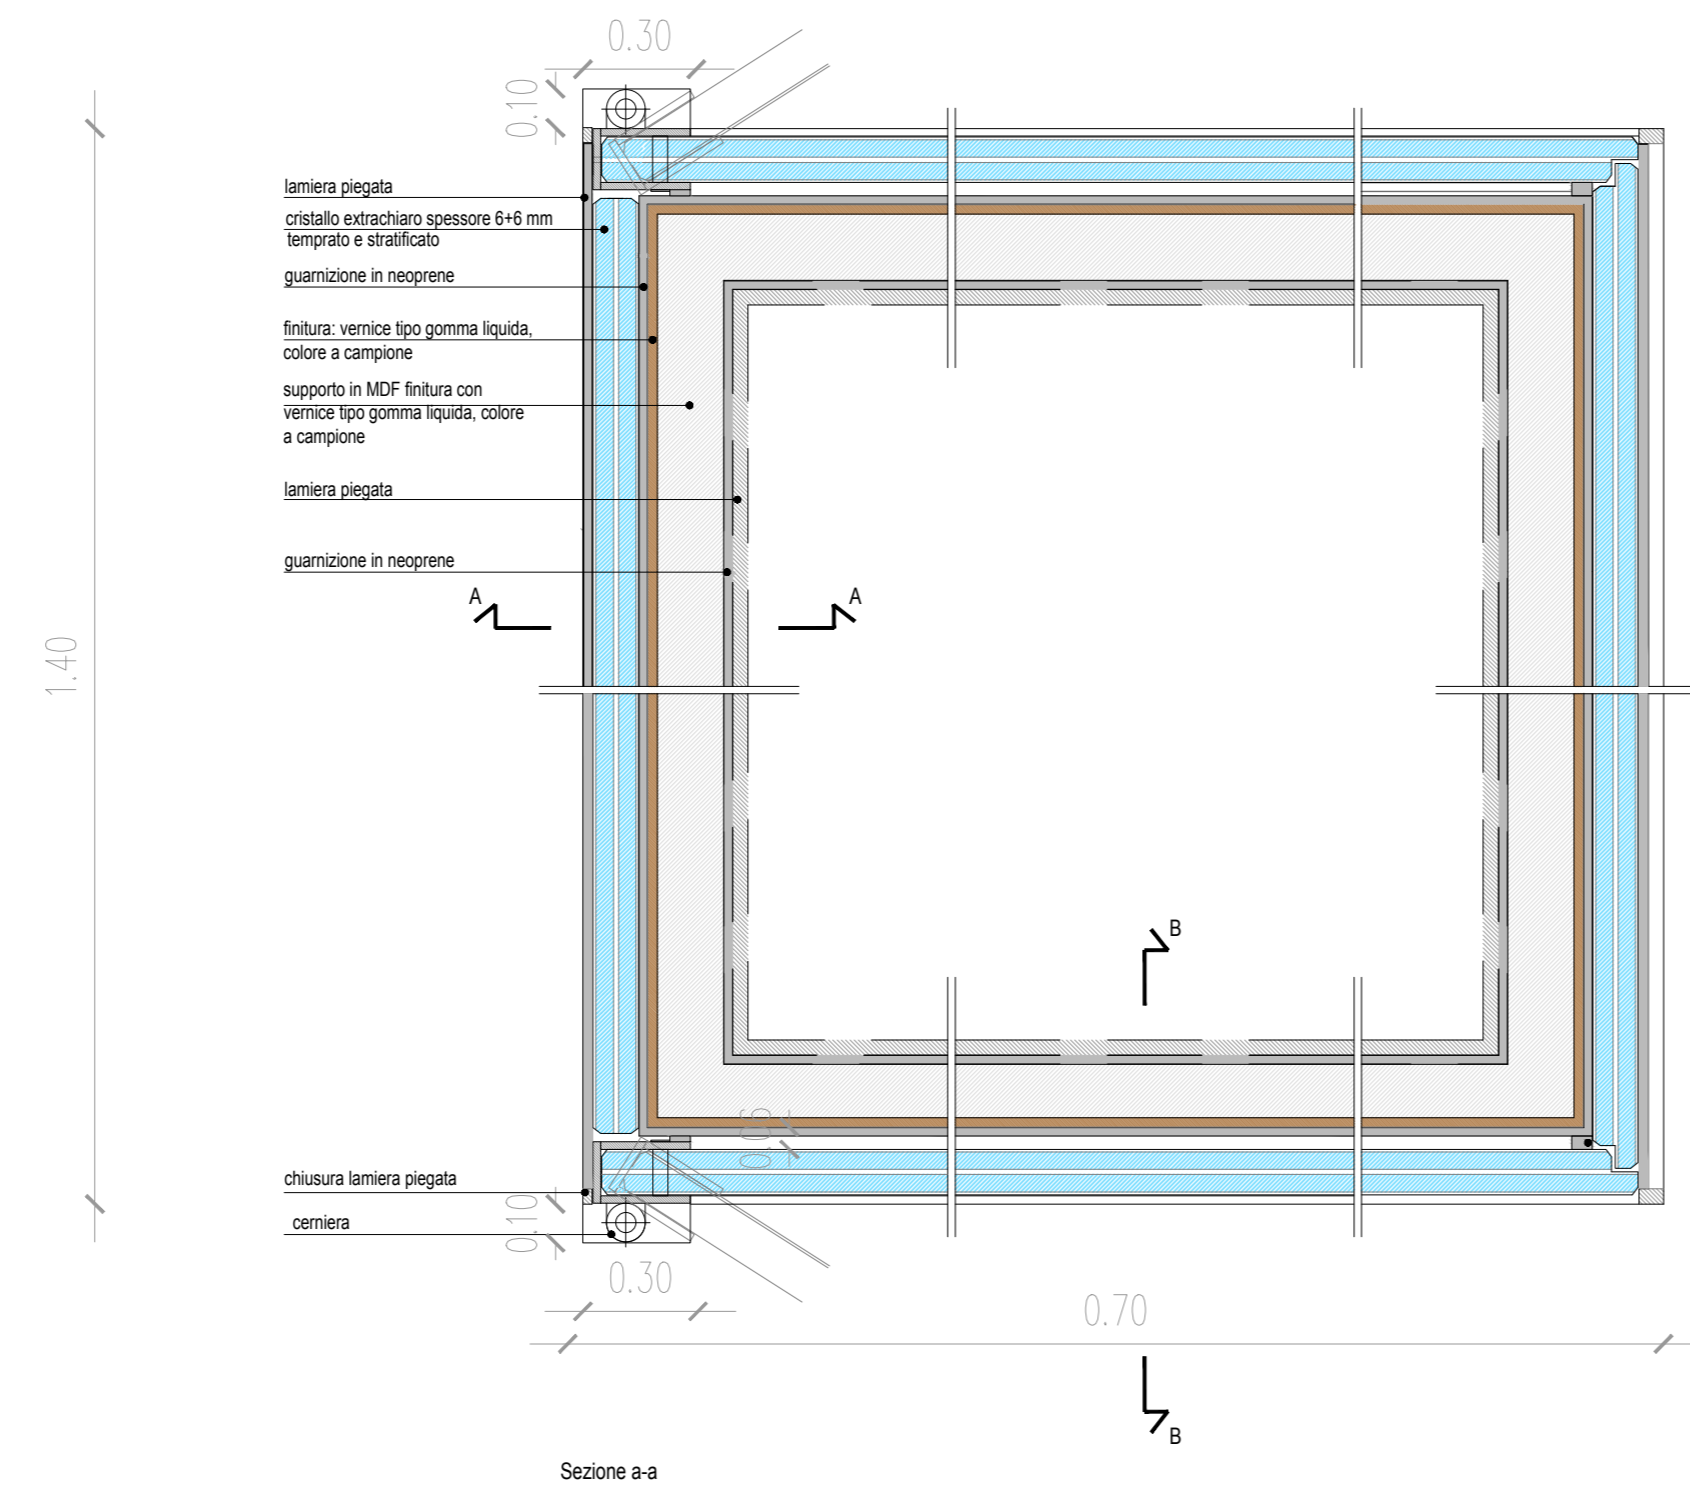 0.30
0.10
lamiera piegata
cristallo extrachiaro spessore 6+6 mm
temprato e stratificato
guarnizione in neoprene
finitura: vernice tipo gomma liquida,
colore a campione
supporto in MDF finitura con
vernice tipo gomma liquida, colore
a campione
lamiera piegata
guarnizione in neoprene
A
A
1.40
B
0.06
chiusura lamiera piegata
0.10
cerniera
0.30
0.70
B
Sezione a-a